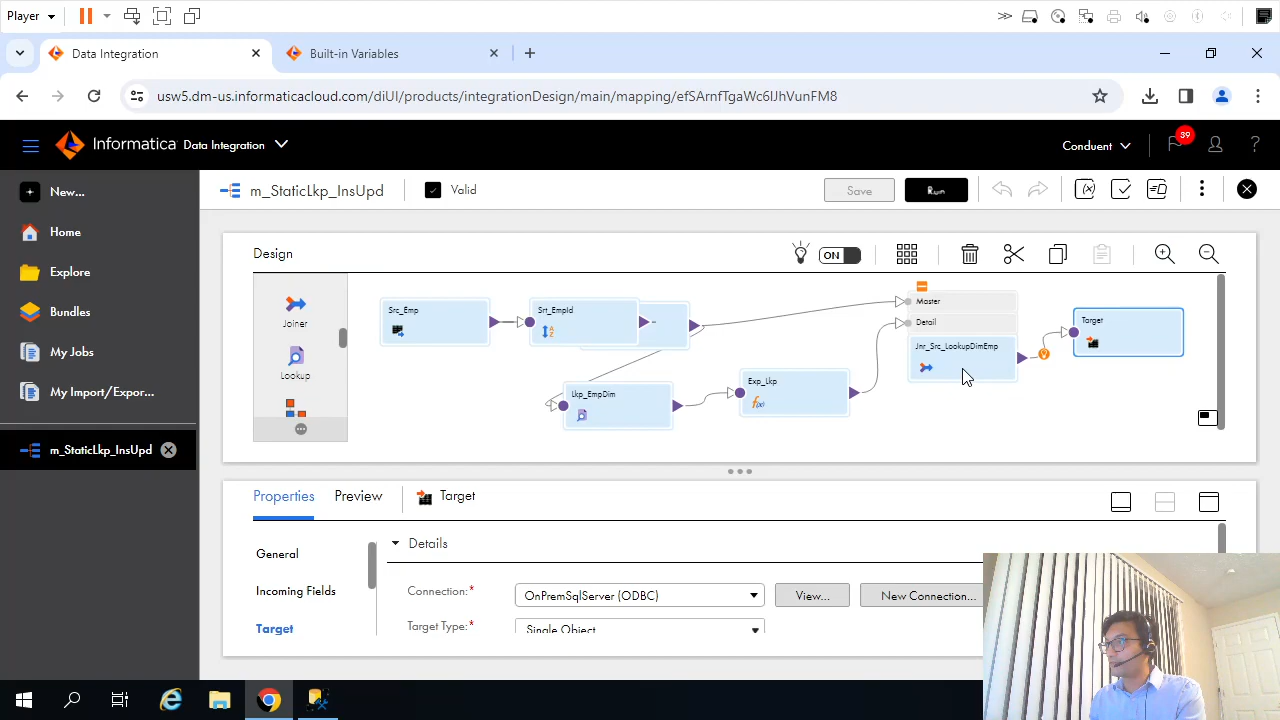 Player
Data Integration
Built-in Variables
usw5.dm-us.informaticacloud.com/diUI/products/integrationDesign/main/mapping/efSArnfTgaWc6IJhVunFM8
Informatica Data Integration
Conduent
39
New...
Home
Explore
Bundles
My Jobs
My Import/Expor...
m_StaticLkp_InsUpd
m_StaticLkp_InsUpd
Valid
Save
Run
Design
ON
Joiner
Lookup
Src_Emp
Srt_EmpId
Lkp_EmpDim
Exp_Lkp
Master
Detail
Jnr_Src_LookupDimEmp
Target
Properties
Preview
Target
General
Incoming Fields
Target
Details
Connection:*
OnPremSqlServer (ODBC)
View...
New Connection...
Target Type:*
Single Object